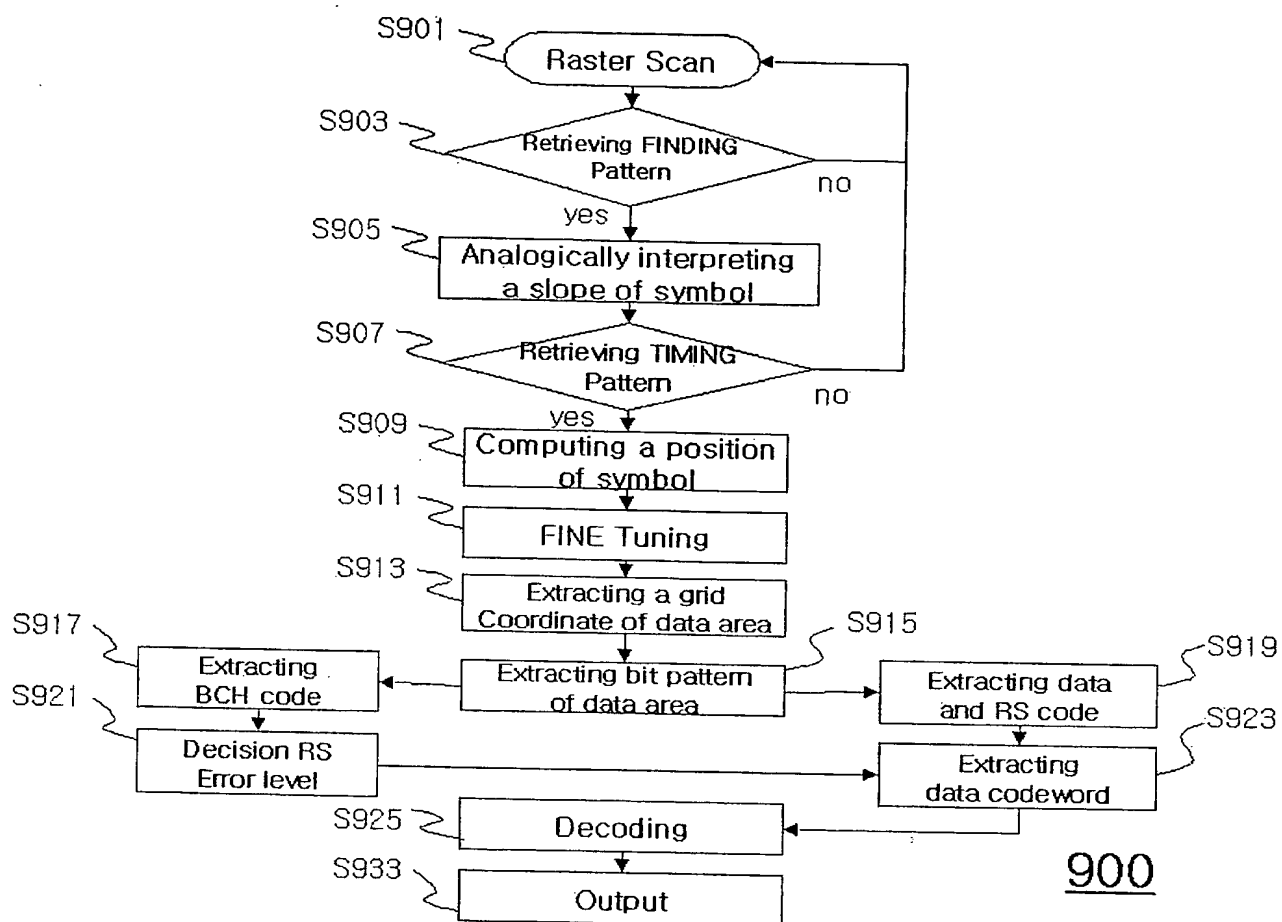 S901
Raster Scan
S903
Retrieving FINDING
Pattern
no
yes
S905
Analogically interpreting
a slope of symbol
S907
Retrieving TIMING
Pattern
no
yes
S909
Computing a position
of symbol
S911
FINE Tuning
S913
Extracting a grid
Coordinate of data area
S915
Extracting bit pattern
of data area
S917
Extracting
BCH code
S919
Extracting data
and RS code
S921
Decision RS
Error level
S923
Extracting
data codeword
S925
Decoding
S933
Output
900